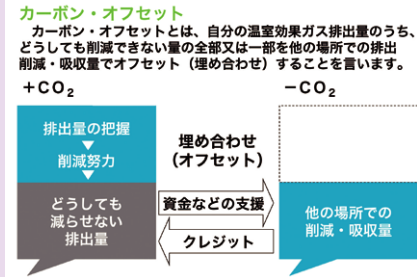 カーボン・オフセット
カーボン・オフセットとは、自分の温室効果ガス排出量のうち、
どうしても削減できない量の全部又は一部を他の場所での排出
削減・吸収量でオフセット（埋め合わせ）することを言います。
＋CO₂
－CO₂
排出量の把握
削減努力
どうしても
減らせない
排出量
埋め合わせ
（オフセット）
資金などの支援
クレジット
他の場所での
削減・吸収量